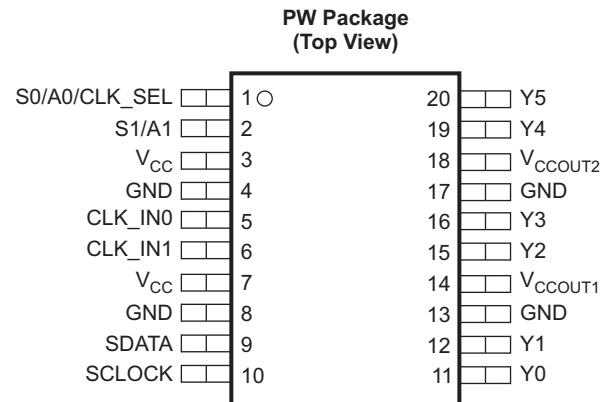 PW Package
(Top View)
S0/A0/CLK_SEL 1 20 Y5
S1/A1 2 19 Y4
VCC 3 18 VCCOUT2
GND 4 17 GND
CLK_IN0 5 16 Y3
CLK_IN1 6 15 Y2
VCC 7 14 VCCOUT1
GND 8 13 GND
SDATA 9 12 Y1
SCLOCK 10 11 Y0